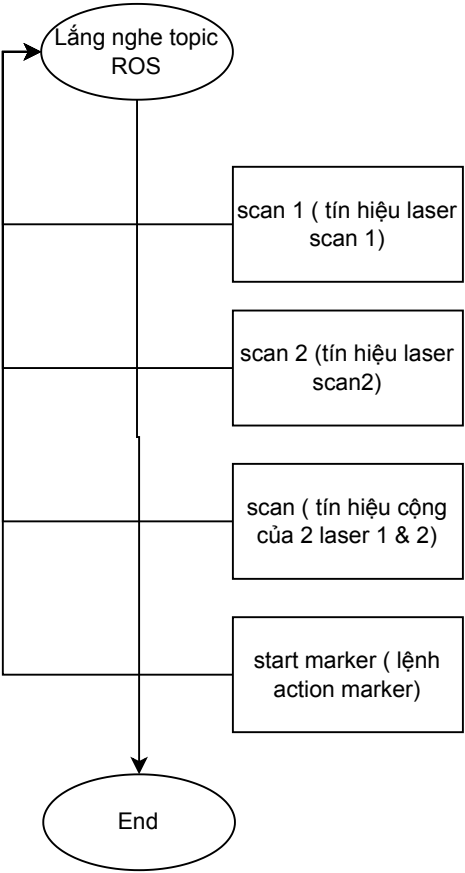 Lắng nghe topic
ROS
scan 1 ( tín hiệu laser
scan 1)
scan 2 (tín hiệu laser
scan2)
scan ( tín hiệu cộng
của 2 laser 1 & 2)
start marker ( lệnh
action marker)
End